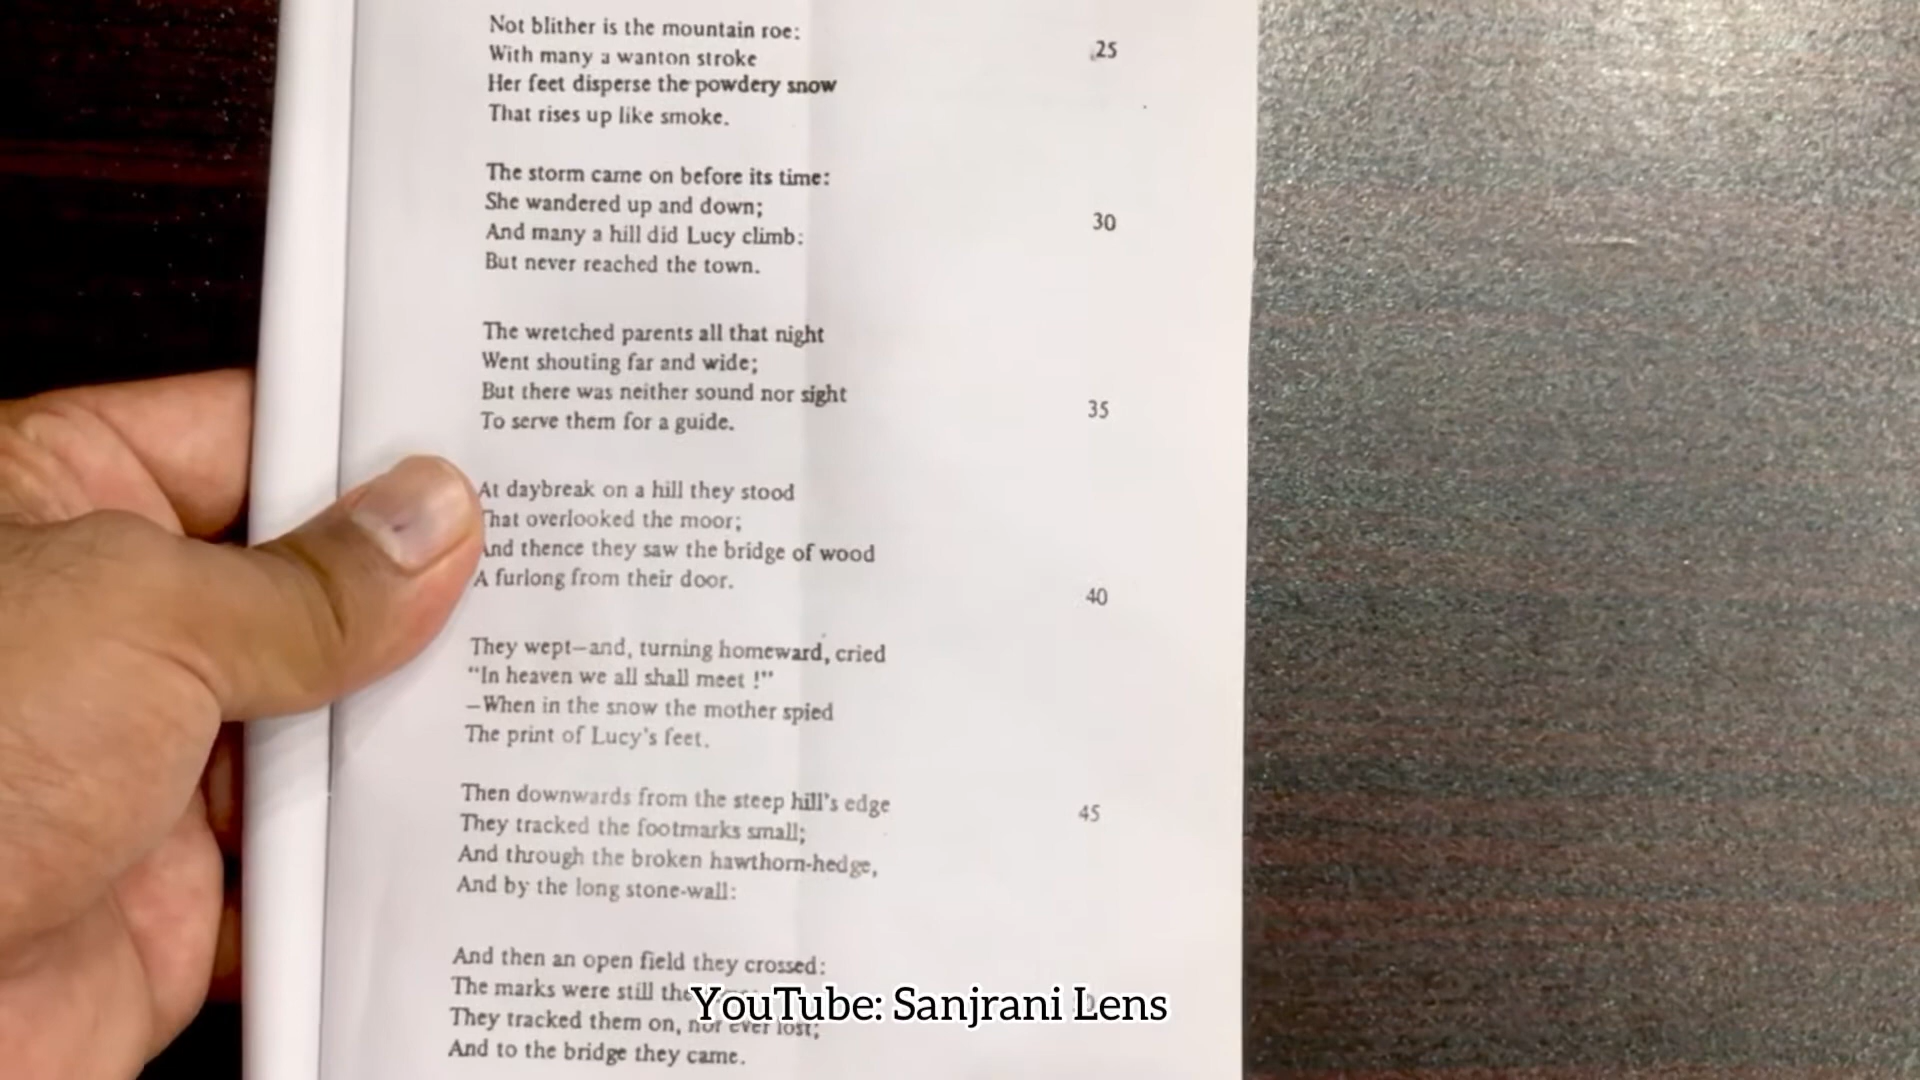 Not blither is the mountain roe:
With many a wanton stroke 25
Her feet disperse the powdery snow
That rises up like smoke.
The storm came on before its time:
She wandered up and down; 30
And many a hill did Lucy climb:
But never reached the town.
The wretched parents all that night
Went shouting far and wide;
But there was neither sound nor sight 35
To serve them for a guide.
At daybreak on a hill they stood
That overlooked the moor;
And thence they saw the bridge of wood
A furlong from their door. 40
They wept—and, turning homeward, cried
“In heaven we all shall meet !”
—When in the snow the mother spied
The print of Lucy's feet.
Then downwards from the steep hill's edge 45
They tracked the footmarks small;
And through the broken hawthorn-hedge,
And by the long stone-wall:
And then an open field they crossed:
The marks were still
They tracked them on, nor ever lost;
And to the bridge they came.
YouTube: Sanjrani Lens